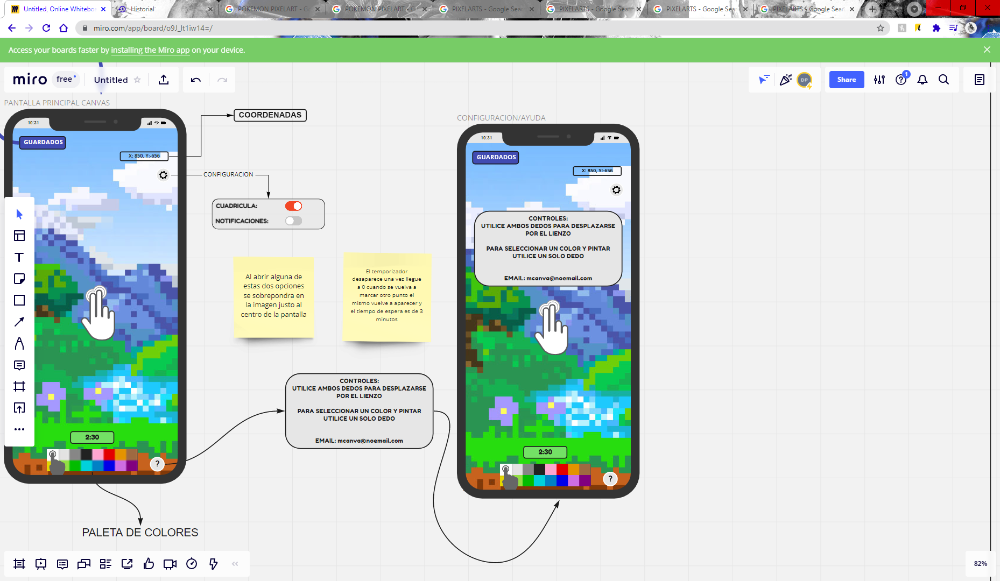 Untitled, Online Whiteboa
Historial
POKEMON PIXELART - G
POKEMON PIXELART - G
PIXELARTS - Google Sear
PIXELARTS - Google Sear
PIXELARTS - Google Sear
PIXELARTS - Google Sear
miro.com/app/board/o9J_lt1iw14=/
Access your boards faster by installing the Miro app on your device.
miro
free
Untitled
DP
Share
1
PANTALLA PRINCIPAL CANVAS
10:31
GUARDADOS
X: 850, Y:-656
COORDENADAS
CONFIGURACION
CUADRICULA:
NOTIFICACIONES:
Al abrir alguna de
estas dos opciones
se sobrepondra en
la imagen justo al
centro de la pantalla
El temporizador
desaparece una vez llegue
a 0 cuando se vuelva a
marcar otro punto el
mismo vuelve a aparecer y
el tiempo de espera es de 3
minutos
CONTROLES:
UTILICE AMBOS DEDOS PARA DESPLAZARSE
POR EL LIENZO
PARA SELECCIONAR UN COLOR Y PINTAR
UTILICE UN SOLO DEDO
EMAIL: mcanva@noemail.com
2:30
?
PALETA DE COLORES
CONFIGURACION/AYUDA
10:31
GUARDADOS
X: 850, Y:-656
CONTROLES:
UTILICE AMBOS DEDOS PARA DESPLAZARSE
POR EL LIENZO
PARA SELECCIONAR UN COLOR Y PINTAR
UTILICE UN SOLO DEDO
EMAIL: mcanva@noemail.com
2:30
?
82%